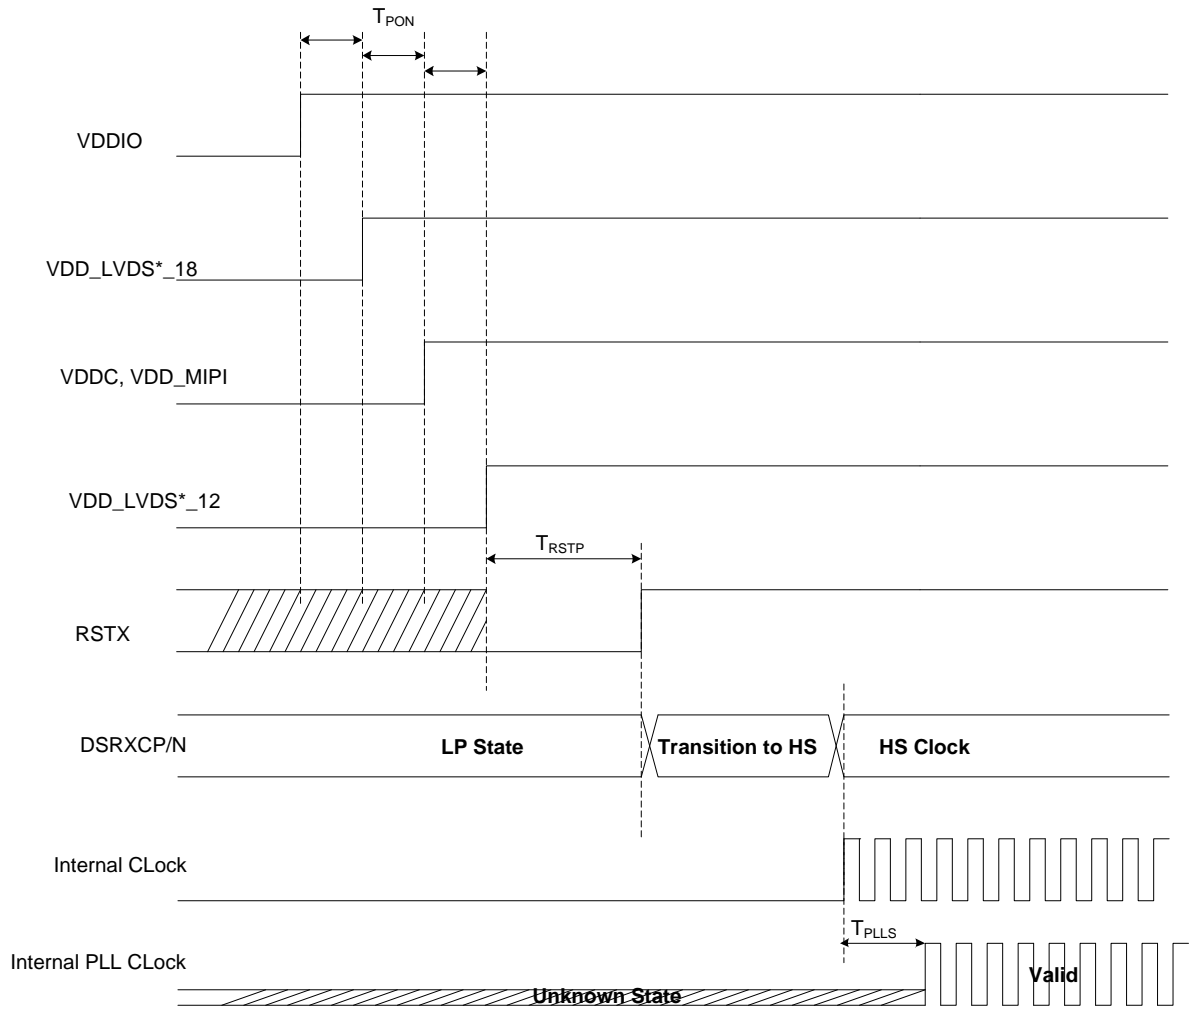 TPON
VDDIO
VDD_LVDS*_18
VDDC, VDD_MIPI
VDD_LVDS*_12
TRSTP
RSTX
DSRXCP/N
LP State
Transition to HS
HS Clock
Internal CLock
TPLLS
Internal PLL CLock
Valid
Unknown State